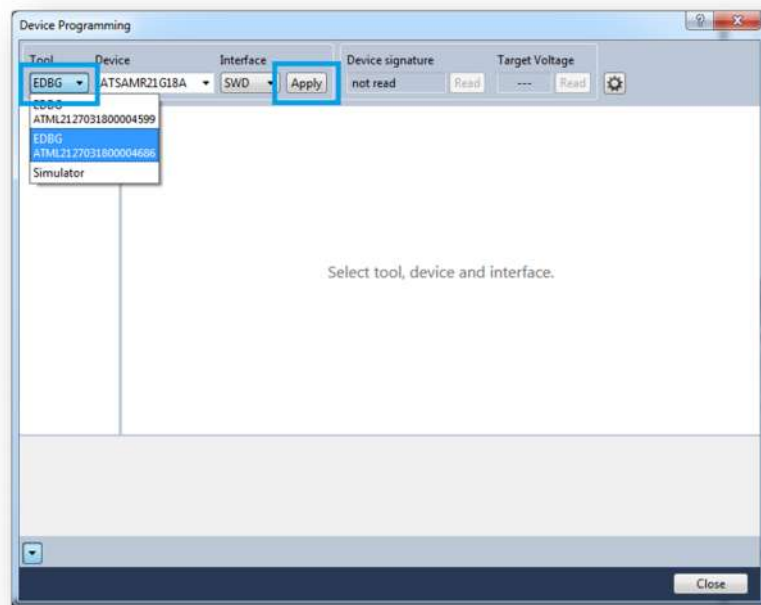 Device Programming
Tool Device Interface Device signature Target Voltage
EDBG ATSAMR21G18A SWD Apply not read Read --- Read
EDBG
ATML2127031800004599
EDBG
ATML2127031800004686
Simulator
Select tool, device and interface.
Close